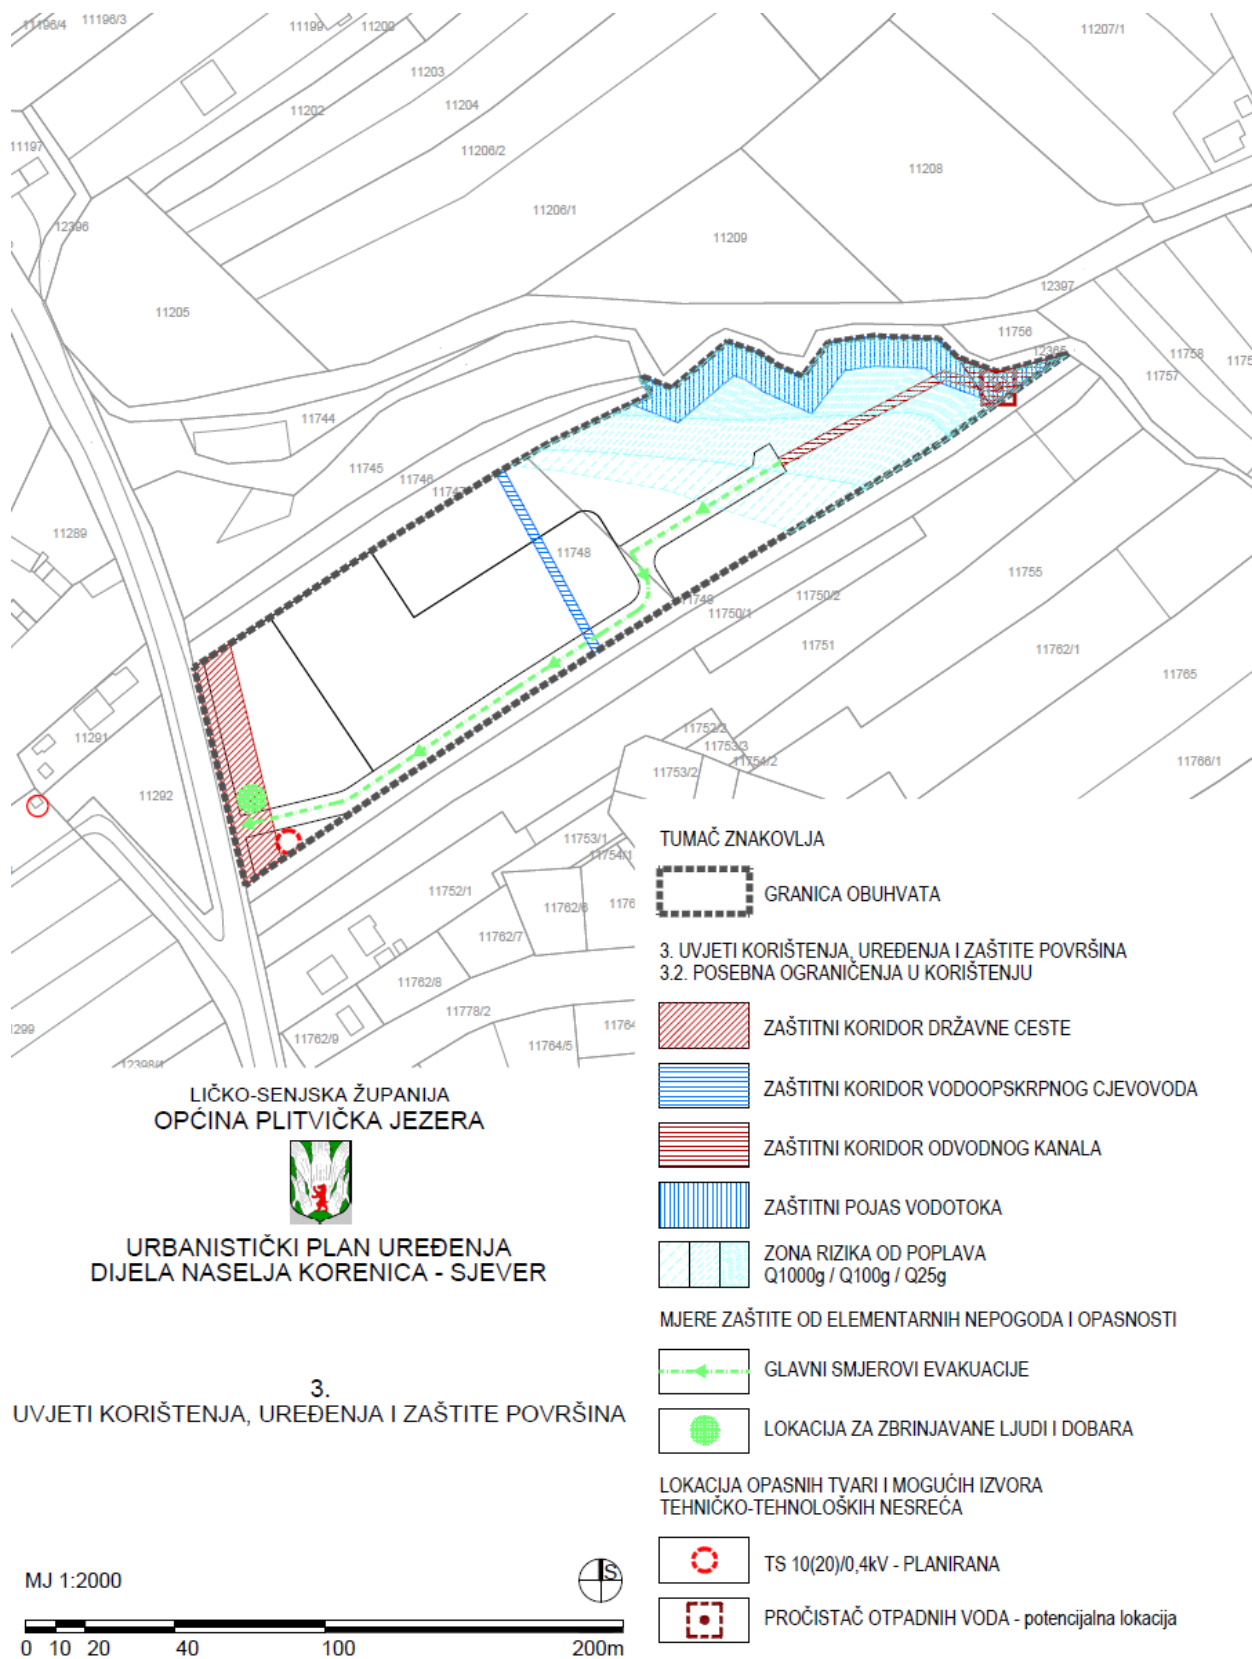 11196/4
11196/3
11199
11200
11207/1
11203
11202
11204
11197
11206/2
11208
11206/1
12396
11209
12397
11205
11756
12365
11758
11757
11744
11745
11746
11747
11289
11748
11755
11749
11750/2
11750/1
11751
11762/1
11765
11291
11752/2
11753/3
11754/2
11753/2
11766/1
11292
11753/1
11754/1
11752/1
11762/6
11762/7
11762/8
11778/2
11764/5
11762/9
12398/1
TUMAČ ZNAKOVLJA
GRANICA OBUHVATA
3. UVJETI KORIŠTENJA, UREĐENJA I ZAŠTITE POVRŠINA
3.2. POSEBNA OGRANIČENJA U KORIŠTENJU
ZAŠTITNI KORIDOR DRŽAVNE CESTE
ZAŠTITNI KORIDOR VODOOPSKRPNOG CJEVOVODA
ZAŠTITNI KORIDOR ODVODNOG KANALA
ZAŠTITNI POJAS VODOTOKA
ZONA RIZIKA OD POPLAVA
Q1000g / Q100g / Q25g
MJERE ZAŠTITE OD ELEMENTARNIH NEPOGODA I OPASNOSTI
GLAVNI SMJEROVI EVAKUACIJE
LOKACIJA ZA ZBRINJAVANE LJUDI I DOBARA
LOKACIJA OPASNIH TVARI I MOGUĆIH IZVORA
TEHNIČKO-TEHNOLOŠKIH NESREĆA
TS 10(20)/0,4kV - PLANIRANA
PROČISTAČ OTPADNIH VODA - potencijalna lokacija
LIČKO-SENJSKA ŽUPANIJA
OPĆINA PLITVIČKA JEZERA
URBANISTIČKI PLAN UREĐENJA
DIJELA NASELJA KORENICA - SJEVER
3.
UVJETI KORIŠTENJA, UREĐENJA I ZAŠTITE POVRŠINA
MJ 1:2000
S
0 10 20 40 100 200m